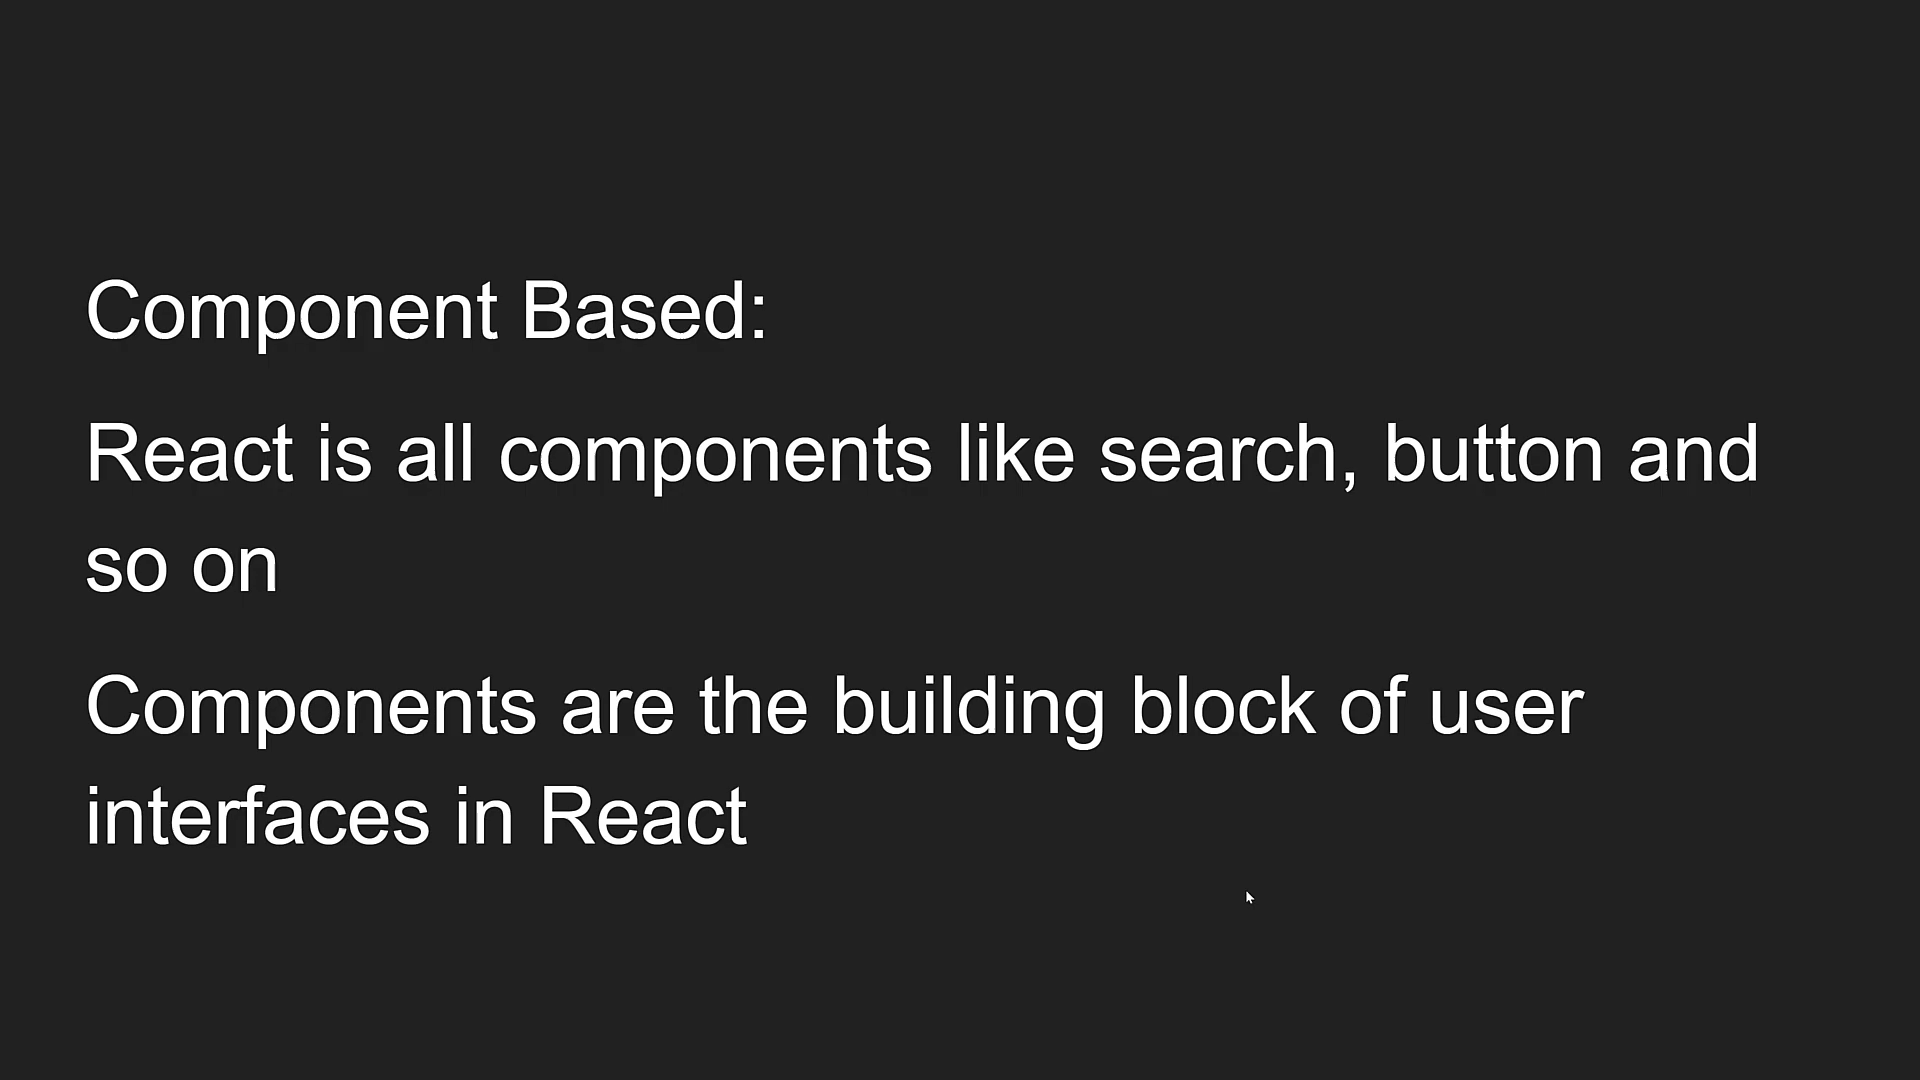 Component Based:
React is all components like search, button and
so on
Components are the building block of user
interfaces in React